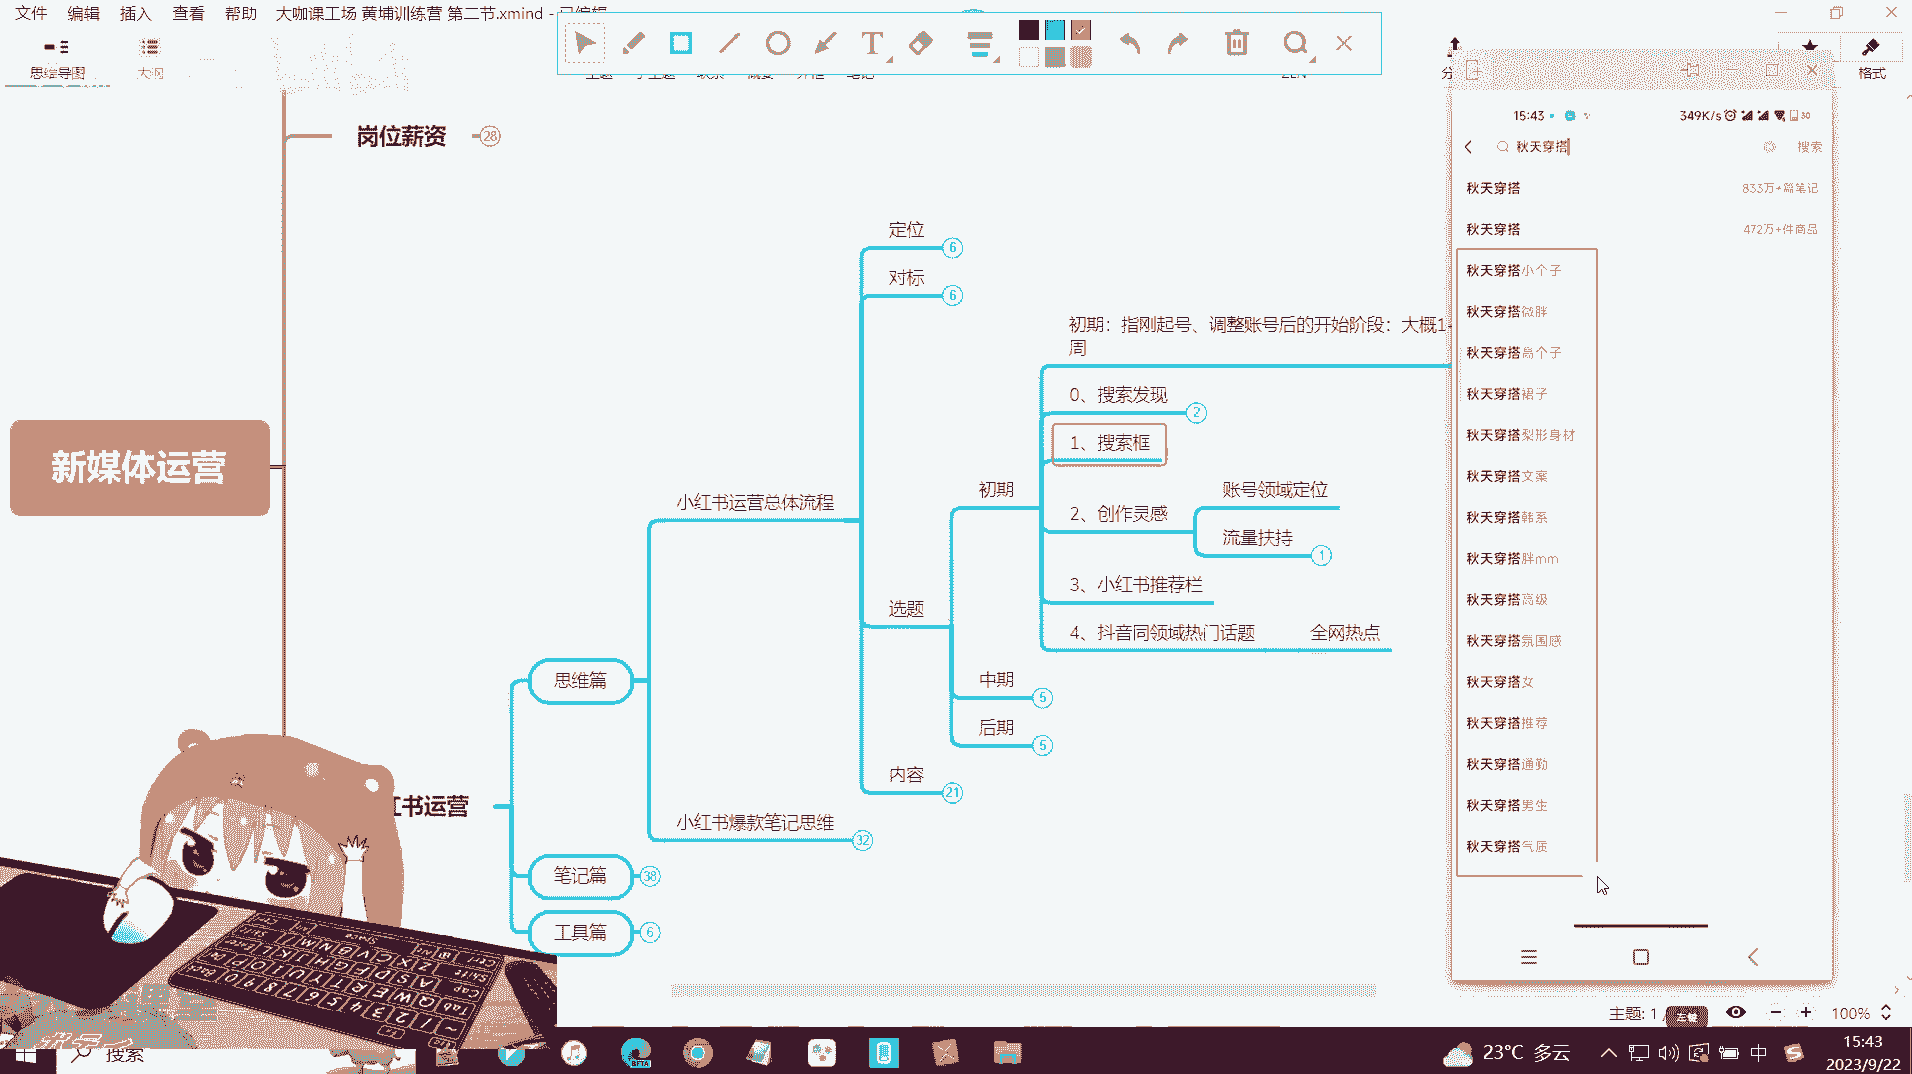 文件 编辑 插入 查看 帮助 大咖课工场 黄埔训练营 第二节.xmind - 已编辑
思维导图 大纲
格式
岗位薪资 28
新媒体运营
红书运营
思维篇
笔记篇 38
工具篇 6
小红书运营总体流程
小红书爆款笔记思维 32
定位 6
对标 6
选题
内容 21
初期
中期 5
后期 5
初期：指刚起号、调整账号后的开始阶段：大概1-
周
0、搜索发现 2
1、搜索框
2、创作灵感
账号领域定位
流量扶持 1
3、小红书推荐栏
4、抖音同领域热门话题 全网热点
15:43 349K/s 30
秋天穿搭 搜索
秋天穿搭 833万+篇笔记
秋天穿搭 472万+件商品
秋天穿搭小个子
秋天穿搭微胖
秋天穿搭高个子
秋天穿搭裙子
秋天穿搭梨形身材
秋天穿搭文案
秋天穿搭韩系
秋天穿搭胖mm
秋天穿搭高级
秋天穿搭氛围感
秋天穿搭女
秋天穿搭推荐
秋天穿搭通勤
秋天穿搭男生
秋天穿搭气质
主题: 1 / 左键 100%
搜索
BETA
23°C 多云 中
15:43
2023/9/22